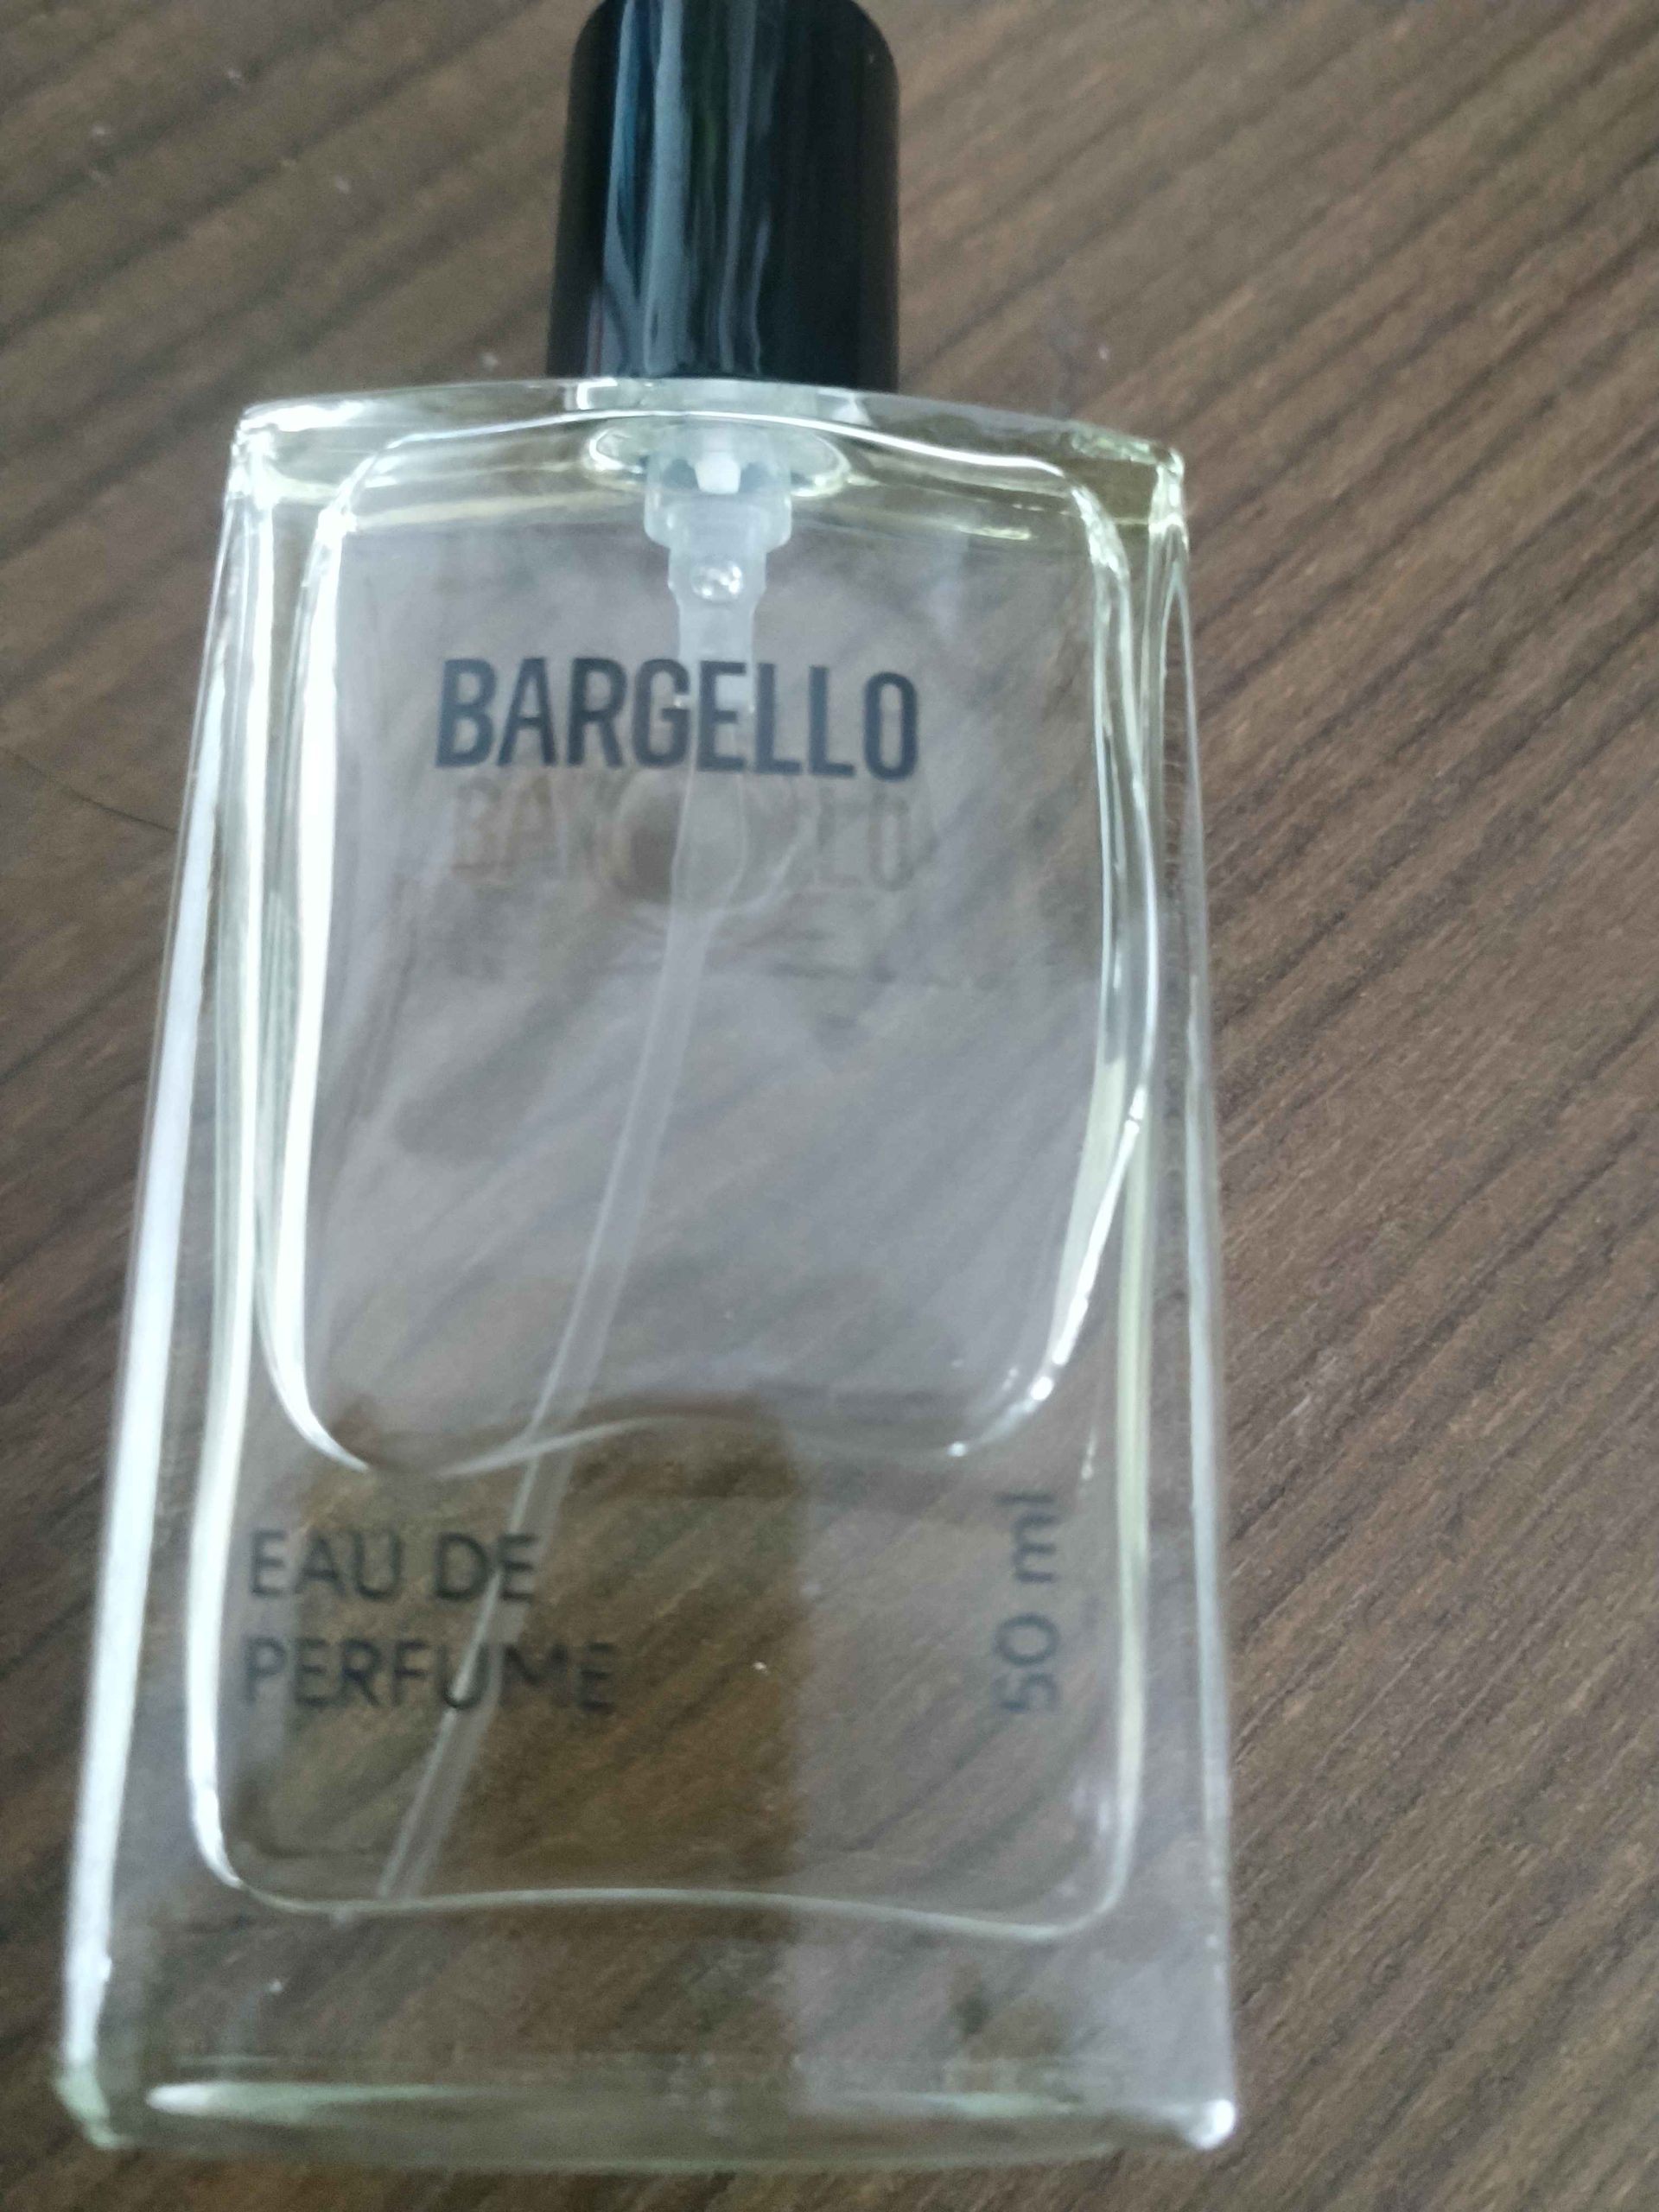 BARGELLO
EAU DE
PERFUME
50 ml